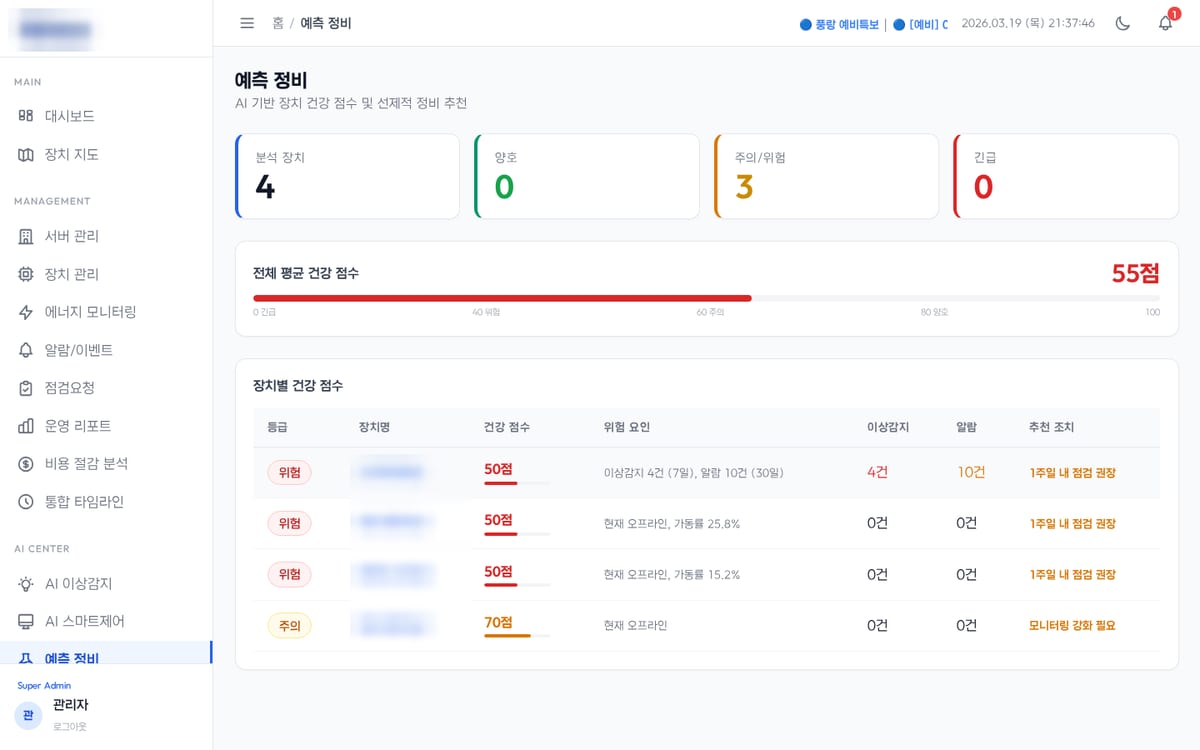 홈 / 예측 정비
풍랑 예비특보 | [예비]
2026.03.19 (목) 21:37:46
1
MAIN
대시보드
장치 지도
MANAGEMENT
서버 관리
장치 관리
에너지 모니터링
알람/이벤트
점검요청
운영 리포트
비용 절감 분석
통합 타임라인
AI CENTER
AI 이상감지
AI 스마트제어
예측 정비
Super Admin
관
관리자
로그아웃
예측 정비
AI 기반 장치 건강 점수 및 선제적 정비 추천
분석 장치
4
양호
0
주의/위험
3
긴급
0
전체 평균 건강 점수
55점
0 긴급 40 위험 60 주의 80 양호 100
장치별 건강 점수
등급 장치명 건강 점수 위험 요인 이상감지 알람 추천 조치
위험 50점 이상감지 4건 (7일), 알람 10건 (30일) 4건 10건 1주일 내 점검 권장
위험 50점 현재 오프라인, 가동률 25.8% 0건 0건 1주일 내 점검 권장
위험 50점 현재 오프라인, 가동률 15.2% 0건 0건 1주일 내 점검 권장
주의 70점 현재 오프라인 0건 0건 모니터링 강화 필요